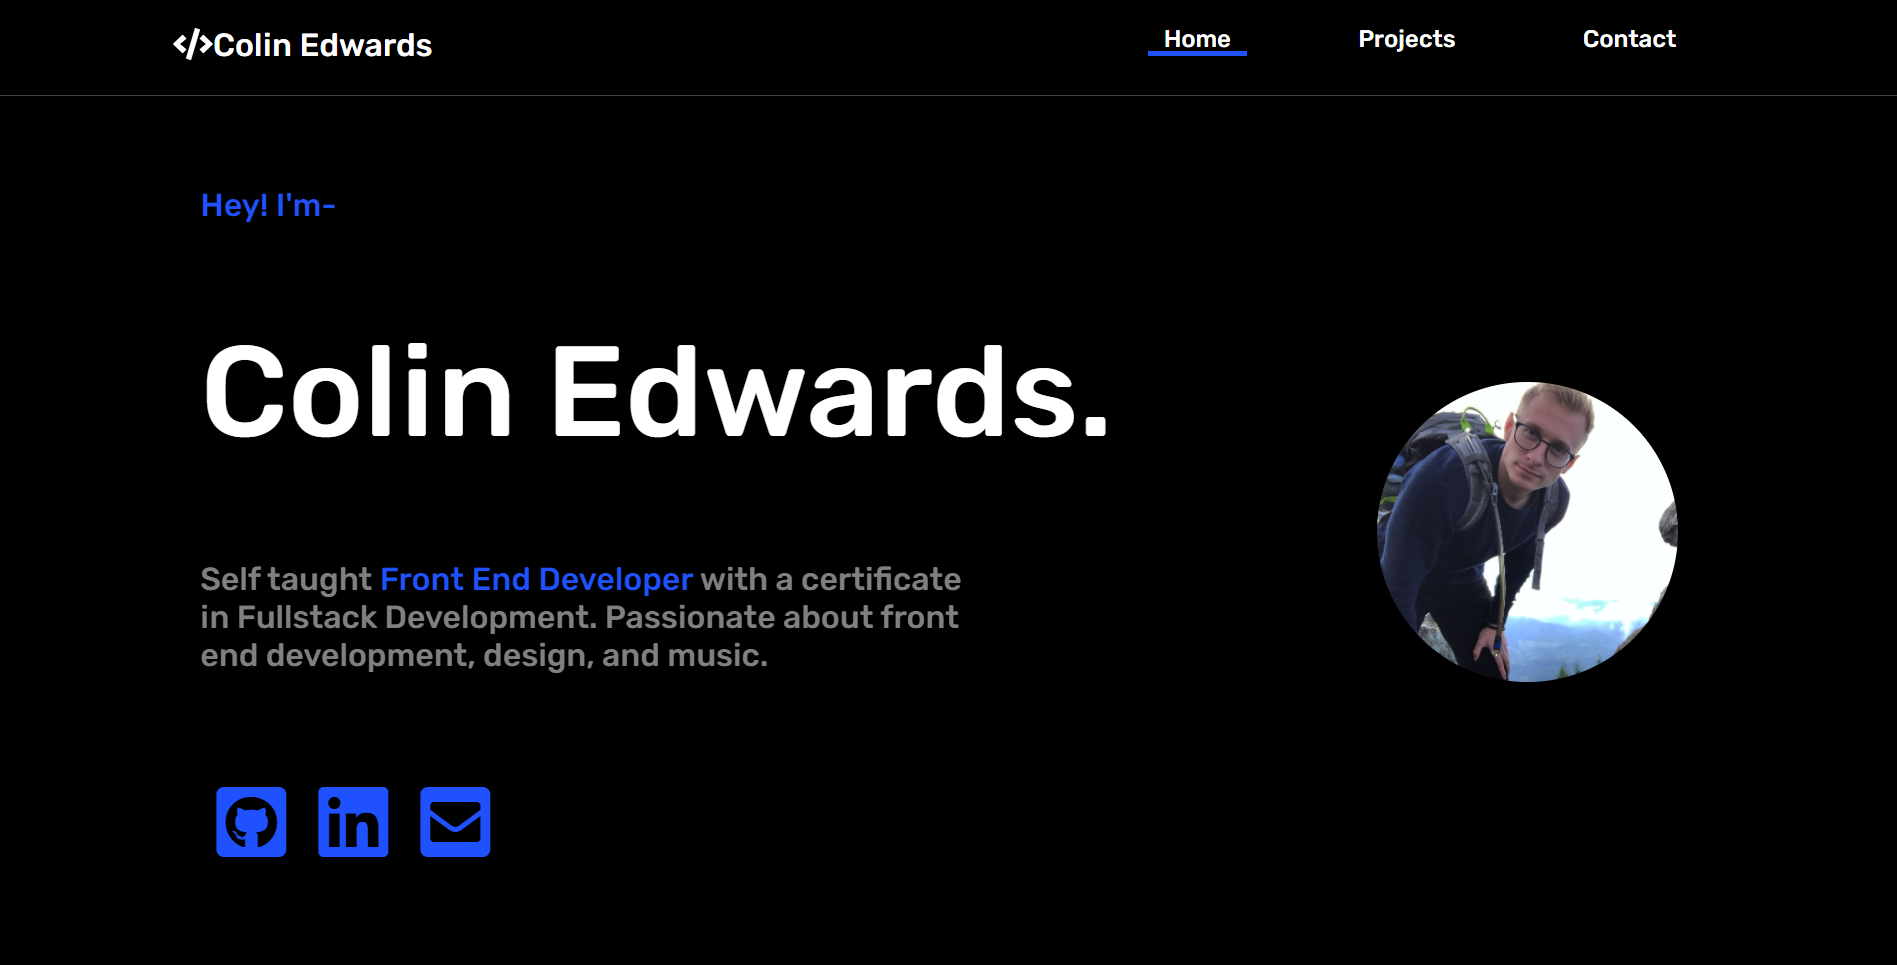 </>Colin Edwards
Home
Projects
Contact
Hey! I'm-
Colin Edwards.
Self taught Front End Developer with a certificate
in Fullstack Development. Passionate about front
end development, design, and music.
in